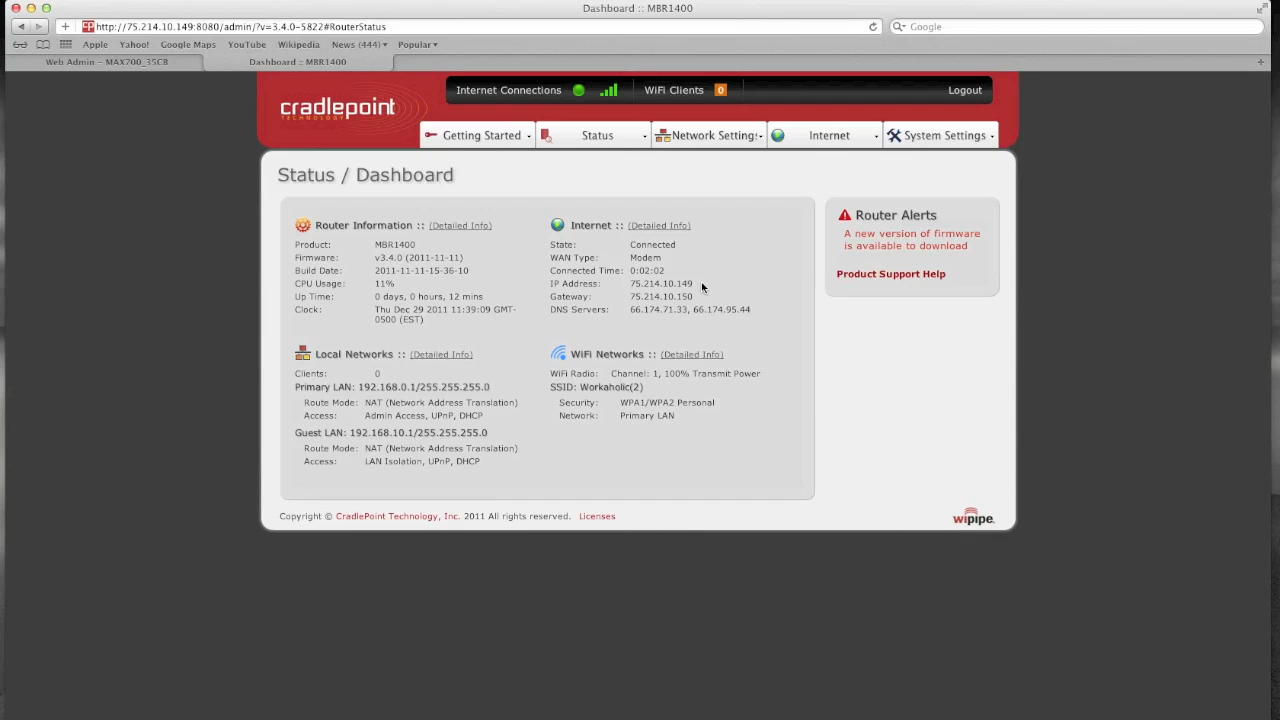 Dashboard :: MBR1400
http://75.214.10.149:8080/admin/?v=3.4.0-5822#RouterStatus
Google
Apple Yahoo! Google Maps YouTube Wikipedia News (444) Popular
Web Admin – MAX700_35CB
Dashboard :: MBR1400
Internet Connections
WiFi Clients 0
Logout
cradlepoint
TECHNOLOGY
Getting Started
Status
Network Setting:
Internet
System Settings
Status / Dashboard
Router Information :: (Detailed Info)
Product: MBR1400
Firmware: v3.4.0 (2011-11-11)
Build Date: 2011-11-11-15-36-10
CPU Usage: 11%
Up Time: 0 days, 0 hours, 12 mins
Clock: Thu Dec 29 2011 11:39:09 GMT-
0500 (EST)
Internet :: (Detailed Info)
State: Connected
WAN Type: Modem
Connected Time: 0:02:02
IP Address: 75.214.10.149
Gateway: 75.214.10.150
DNS Servers: 66.174.71.33, 66.174.95.44
Local Networks :: (Detailed Info)
Clients: 0
Primary LAN: 192.168.0.1/255.255.255.0
Route Mode: NAT (Network Address Translation)
Access: Admin Access, UPnP, DHCP
Guest LAN: 192.168.10.1/255.255.255.0
Route Mode: NAT (Network Address Translation)
Access: LAN Isolation, UPnP, DHCP
WiFi Networks :: (Detailed Info)
WiFi Radio: Channel: 1, 100% Transmit Power
SSID: Workaholic(2)
Security: WPA1/WPA2 Personal
Network: Primary LAN
Router Alerts
A new version of firmware
is available to download
Product Support Help
Copyright © CradlePoint Technology, Inc. 2011 All rights reserved. Licenses
wipipe